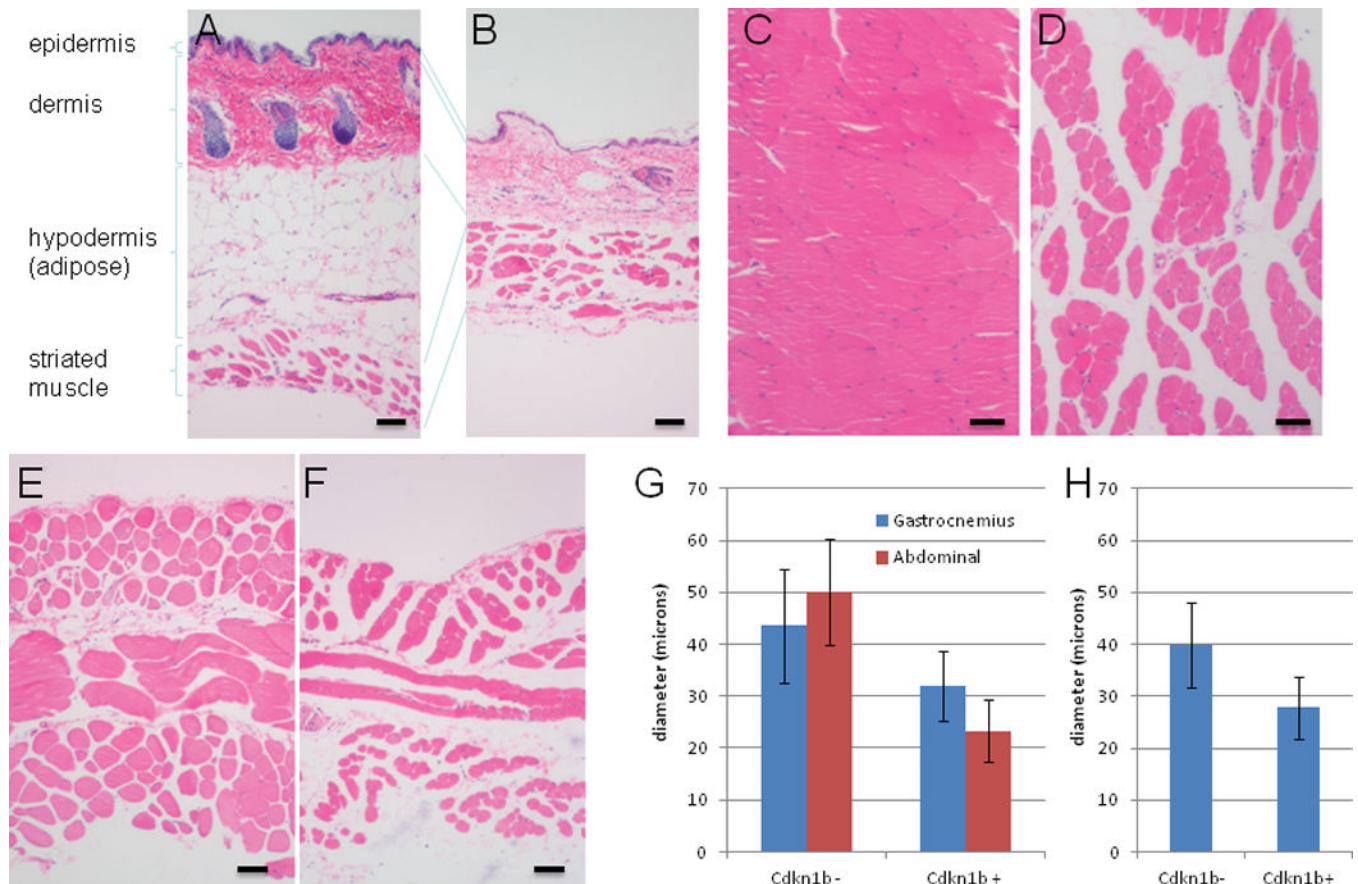 A
B
C
D
epidermis
dermis
hypodermis
(adipose)
striated
muscle
E
F
G
70
60
50
40
30
20
10
0
diameter (microns)
Gastrocnemius
Abdominal
Cdkn1b -
Cdkn1b +
H
70
60
50
40
30
20
10
0
diameter (microns)
Cdkn1b-
Cdkn1b+